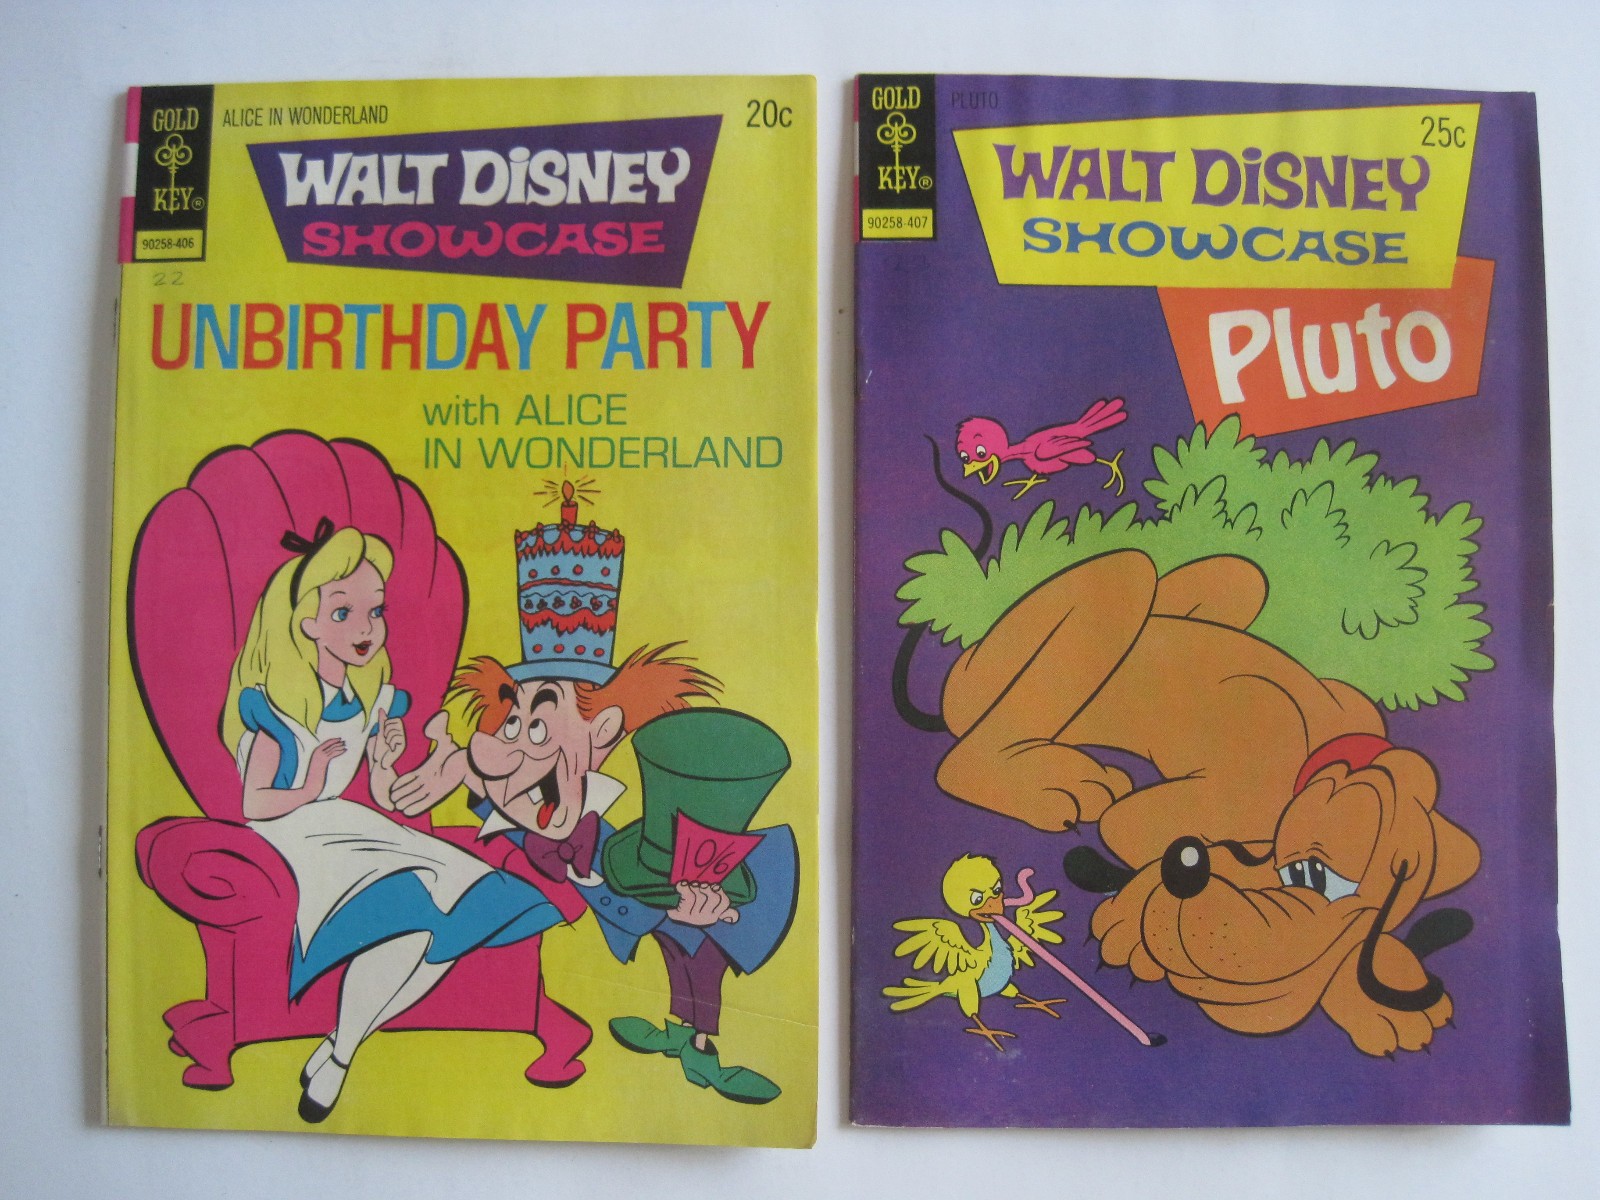 GOLD
KEY®
90258-406
ALICE IN WONDERLAND
20c
WALT DiSNEY
SHOWCASE
22
UNBIRTHDAY PARTY
with ALICE
IN WONDERLAND
10/6
GOLD
KEY®
90258-407
PLUTO
25c
WALT DiSNEY
SHOWCASE
Pluto